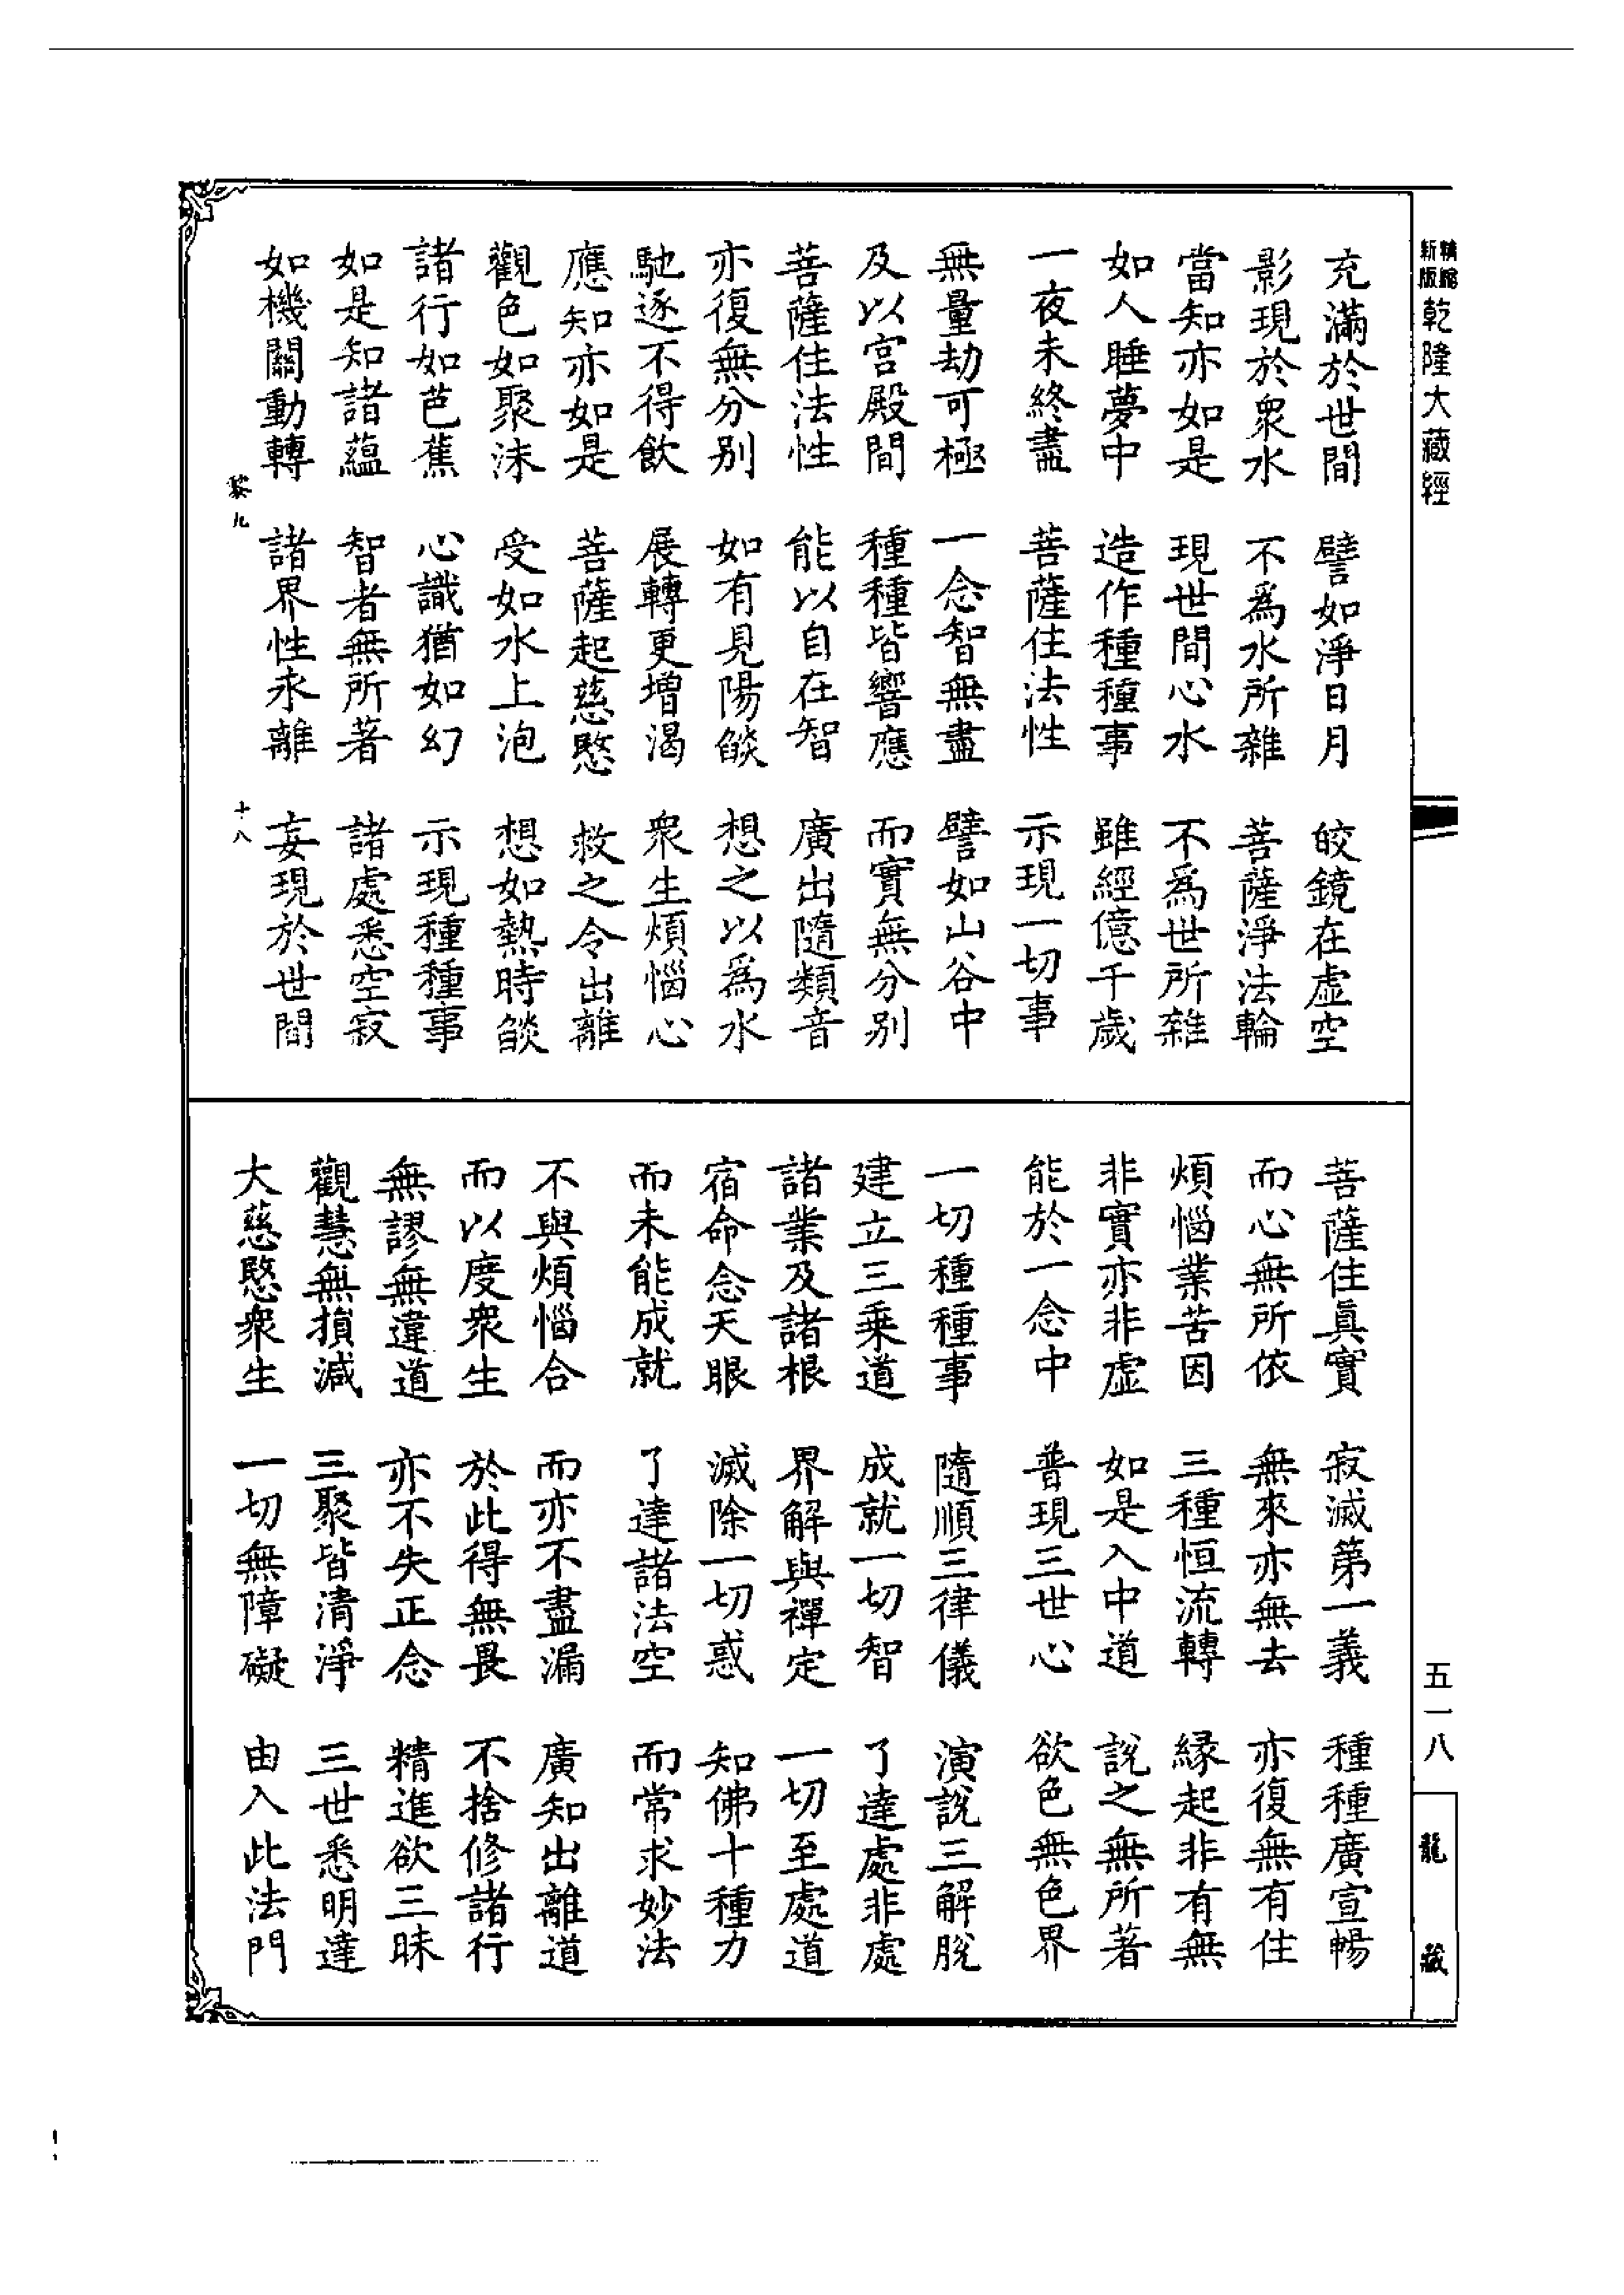 精縮新版乾隆大藏經
充滿於世間 譬如淨日月 皎鏡在虛空
影現於衆水 不爲水所雜 菩薩淨法輪
當知亦如是 現世間心水 不爲世所雜
如人睡夢中 造作種種事 雖經億千歲
一夜未終盡 菩薩住法性 示現一切事
無量劫可極 一念智無盡 譬如山谷中
及以宮殿間 種種皆響應 而實無分别
菩薩住法性 能以自在智 廣出隨類音
亦復無分别 如有見陽燄 想之以爲水
馳逐不得飲 展轉更增渴 衆生煩惱心
應知亦如是 菩薩起慈愍 救之令出離
觀色如聚沫 受如水上泡 想如熱時燄
諸行如芭蕉 心識猶如幻 示現種種事
如是知諸蘊 智者無所著 諸處悉空寂
如機關動轉 諸界性永離 妄現於世間
黎九 十八
菩薩住眞實 寂滅第一義 種種廣宣暢
而心無所依 無來亦無去 亦復無有住
煩惱業苦因 三種恒流轉 緣起非有無
非實亦非虛 如是入中道 說之無所著
能於一念中 普現三世心 欲色無色界
一切種種事 隨順三律儀 演說三解脫
建立三乘道 成就一切智 了達處非處
諸業及諸根 界解與禪定 一切至處道
宿命念天眼 滅除一切惑 知佛十種力
而未能成就 了達諸法空 而常求妙法
不與煩惱合 而亦不盡漏 廣知出離道
而以度衆生 於此得無畏 不捨修諸行
無謬無違道 亦不失正念 精進欲三昧
觀慧無損減 三聚皆清淨 三世悉明達
大慈愍衆生 一切無障礙 由入此法門
五一八
龍藏